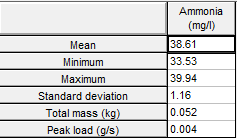 Ammonia
(mg/l)
Mean 38.61
Minimum 33.53
Maximum 39.94
Standard deviation 1.16
Total mass (kg) 0.052
Peak load (g/s) 0.004